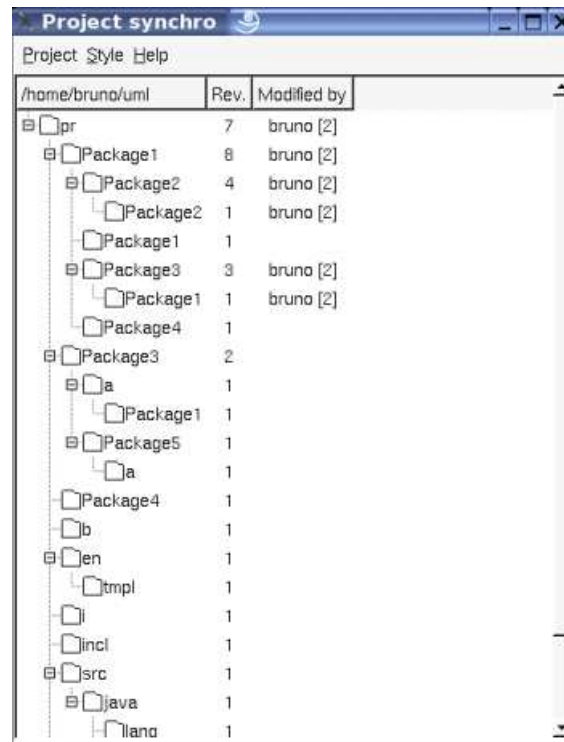 Project synchro
Project Style Help
/home/bruno/uml Rev. Modified by
pr 7 bruno [2]
Package1 8 bruno [2]
Package2 4 bruno [2]
Package2 1 bruno [2]
Package1 1
Package3 3 bruno [2]
Package1 1 bruno [2]
Package4 1
Package3 2
a 1
Package1 1
Package5 1
a 1
Package4 1
b 1
en 1
tmpl 1
i 1
incl 1
src 1
java 1
lang 1